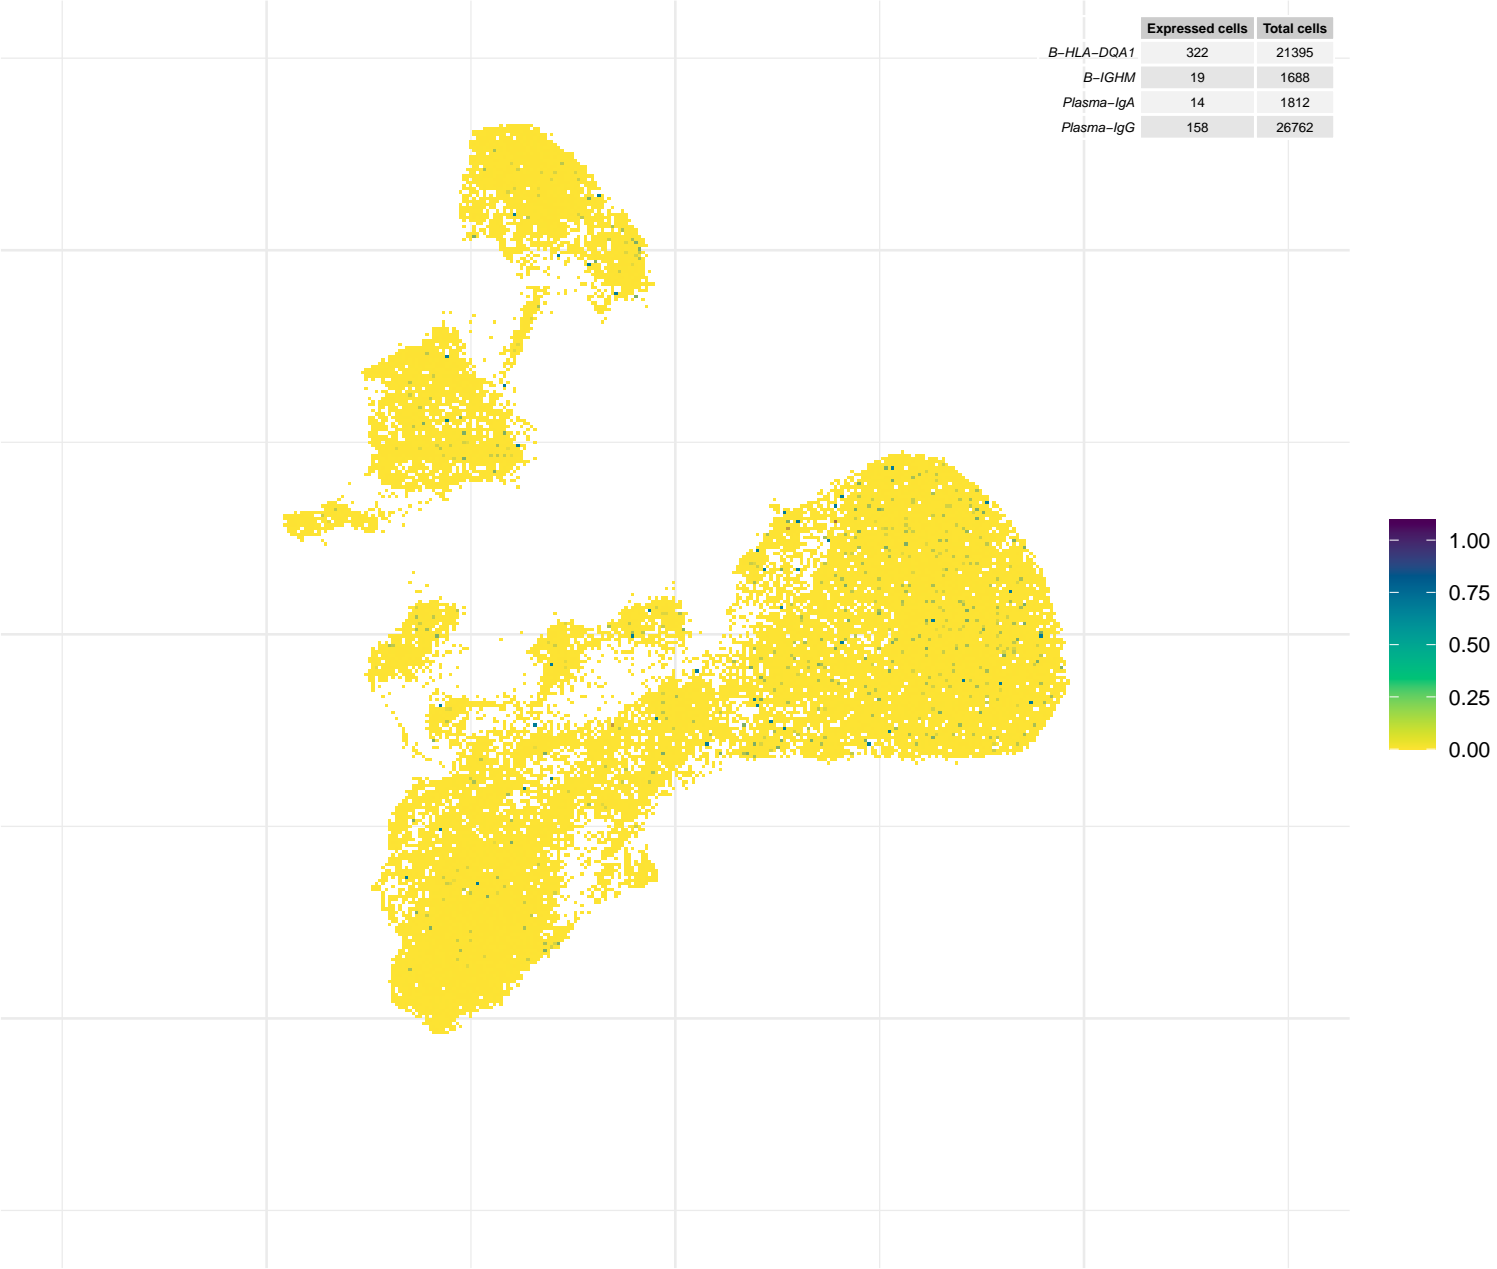 Expressed cells Total cells
B−HLA−DQA1 322 21395
B−IGHM 19 1688
Plasma−IgA 14 1812
Plasma−IgG 158 26762
1.00
0.75
0.50
0.25
0.00